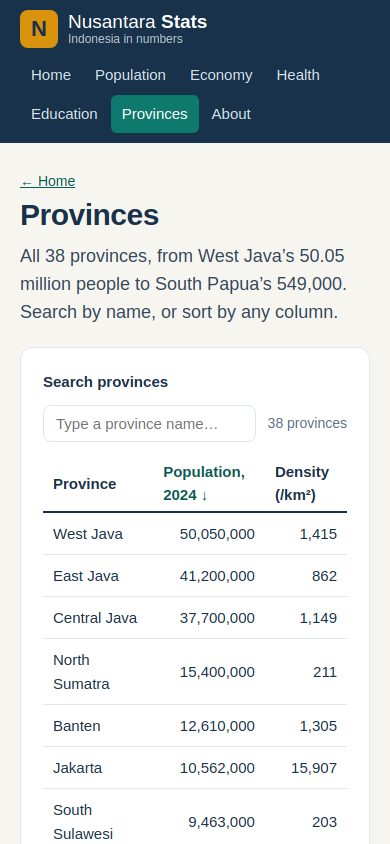 N
Nusantara Stats
Indonesia in numbers
Home Population Economy Health
Education Provinces About
← Home
Provinces
All 38 provinces, from West Java’s 50.05
million people to South Papua’s 549,000.
Search by name, or sort by any column.
Search provinces
Type a province name… 38 provinces
Province Population, 2024 ↓ Density (/km²)
West Java 50,050,000 1,415
East Java 41,200,000 862
Central Java 37,700,000 1,149
North Sumatra 15,400,000 211
Banten 12,610,000 1,305
Jakarta 10,562,000 15,907
South Sulawesi 9,463,000 203